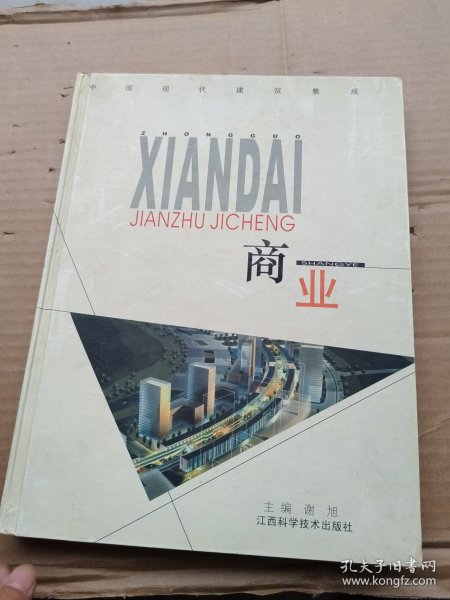 中国现代建筑集成
ZHONGGUO
XIANDAI
JIANZHU JICHENG
商
SHANGYE
业
主编 谢旭
江西科学技术出版社
孔夫子旧书网
www.kongfz.com